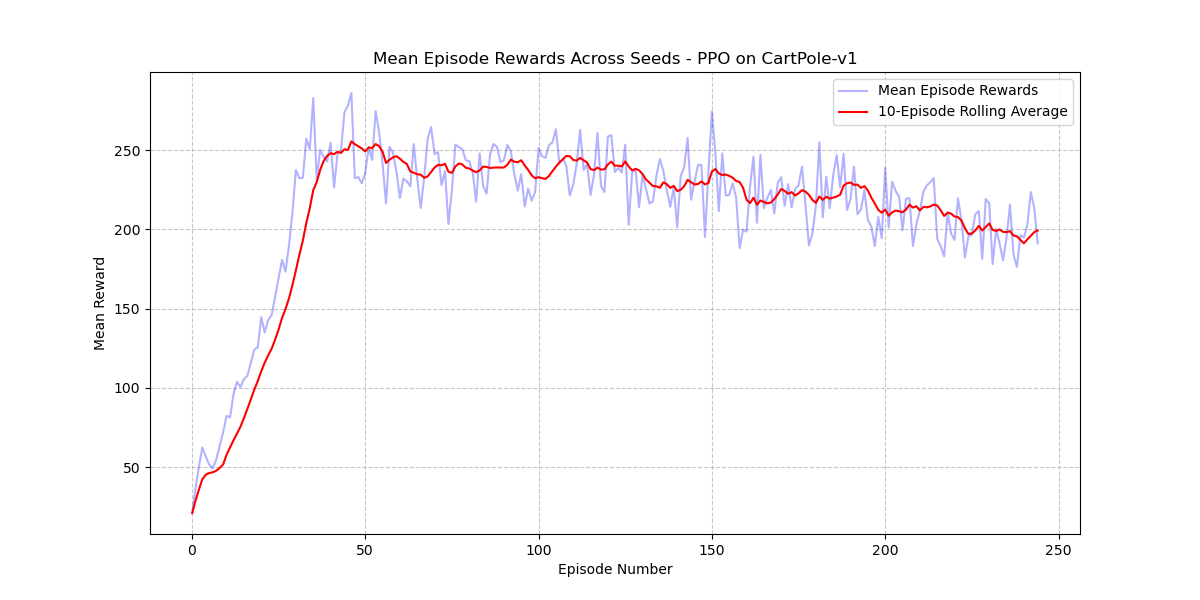 Mean Episode Rewards Across Seeds - PPO on CartPole-v1
Mean Episode Rewards
10-Episode Rolling Average
250
200
150
100
50
Mean Reward
0
50
100
150
200
250
Episode Number